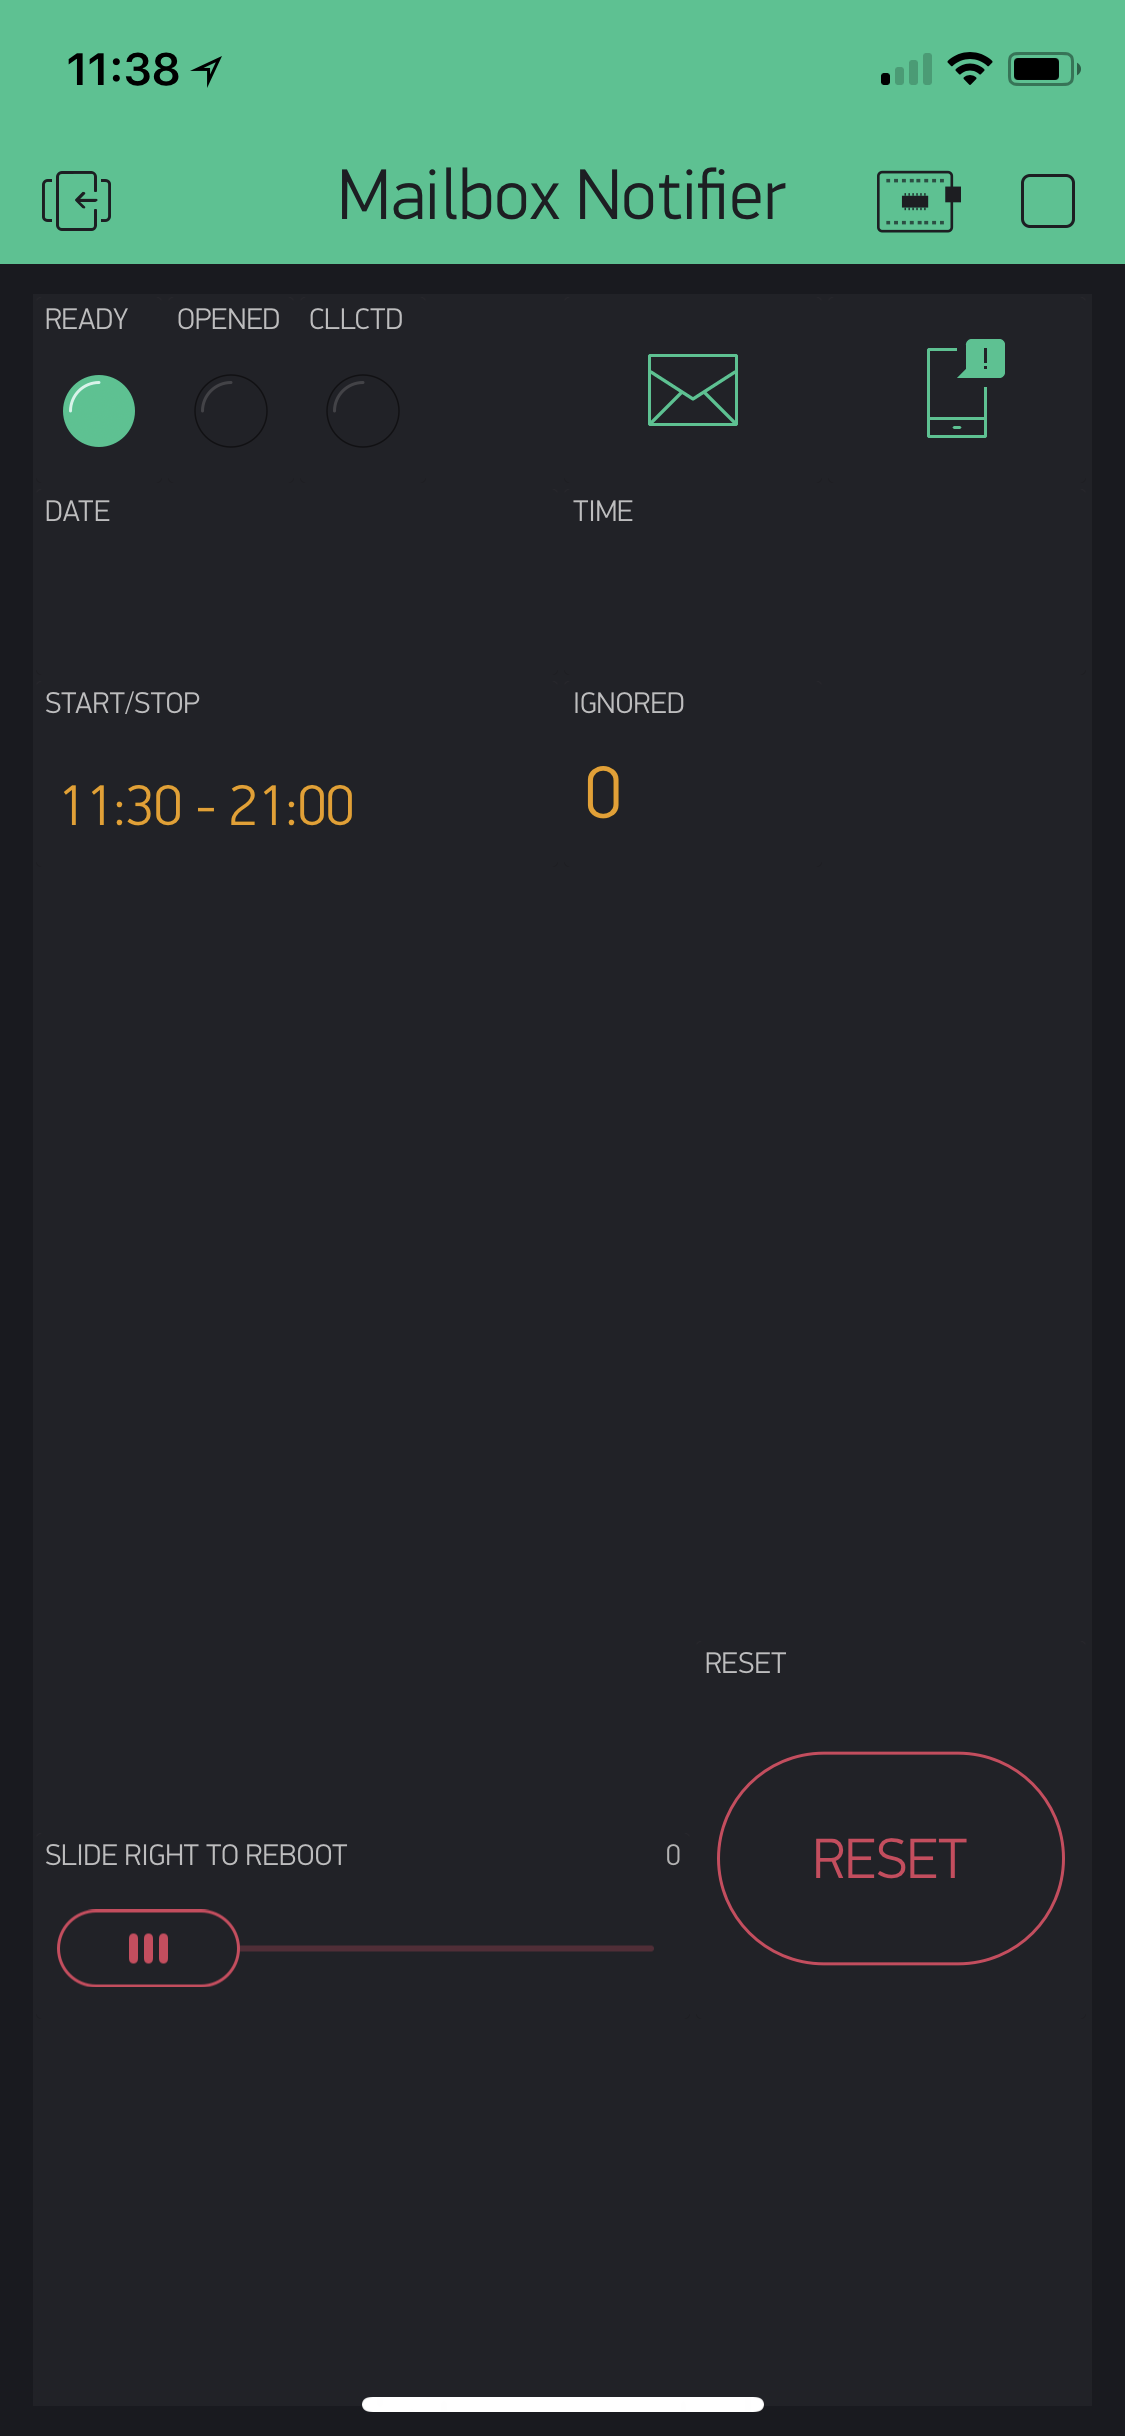 11:38
Mailbox Notifier
READY OPENED CLLCTD
!
DATE TIME
START/STOP IGNORED
11:30 - 21:00 0
RESET
SLIDE RIGHT TO REBOOT 0
RESET